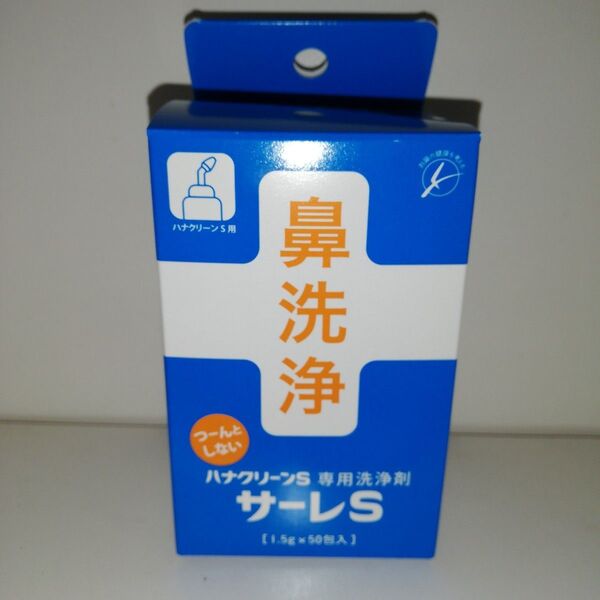 ハナクリーンS用
鼻洗浄
つーんと
しない
ハナクリーンS 専用洗浄剤
サーレS
[1.5g×50包入]